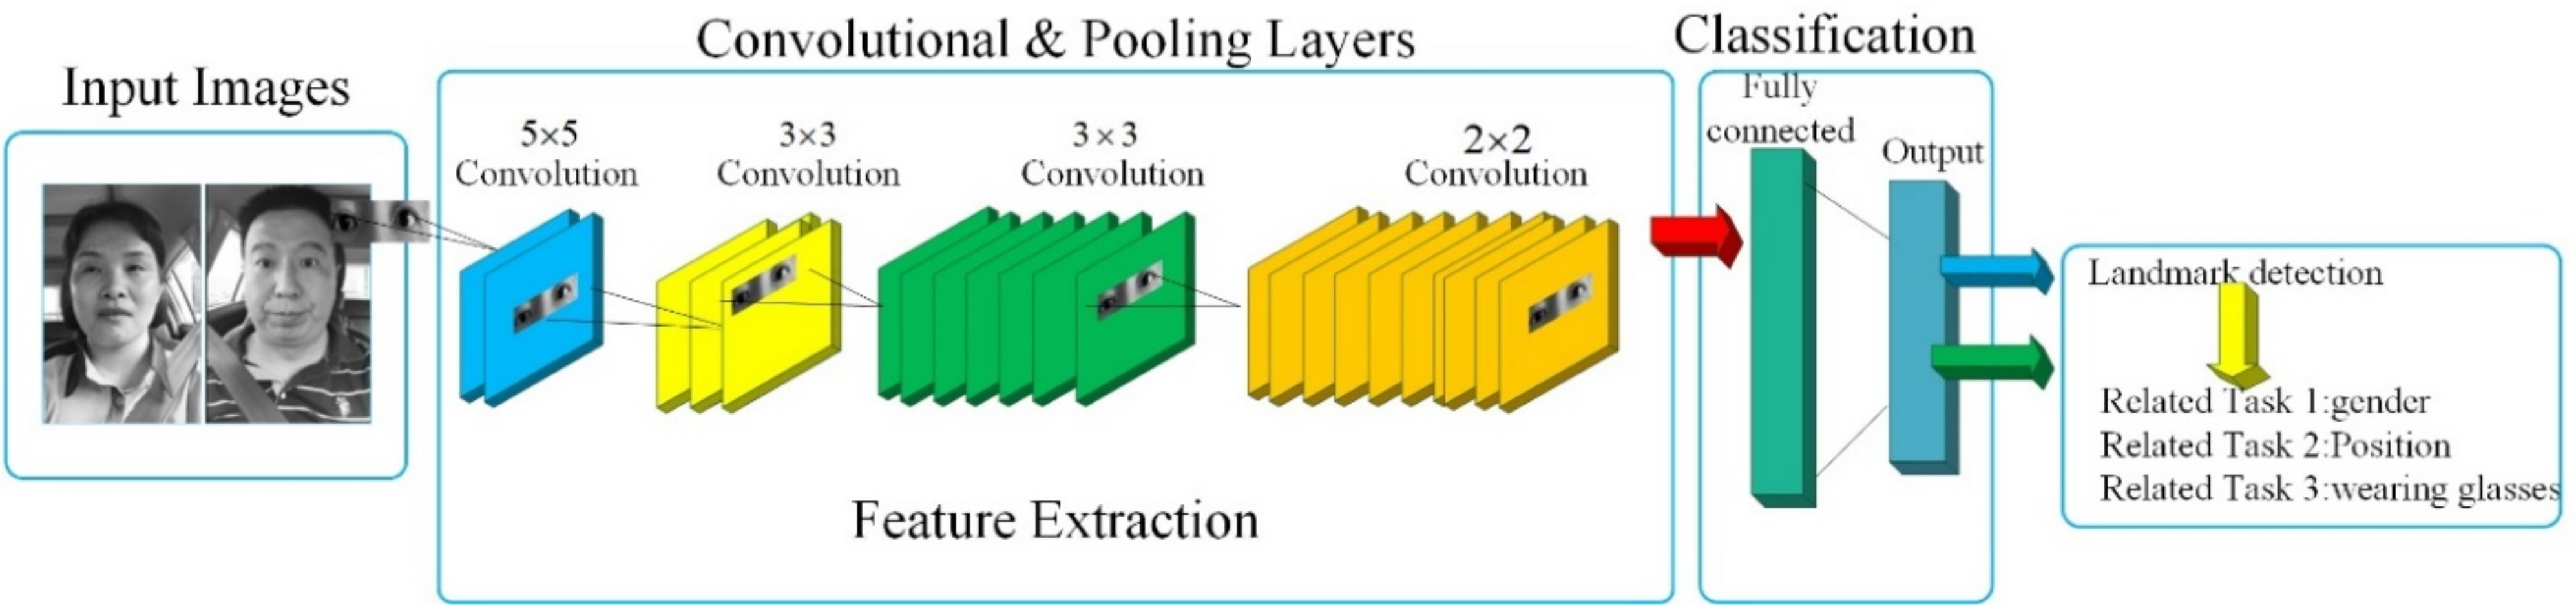 Input Images
Convolutional & Pooling Layers
5×5
Convolution
3×3
Convolution
3×3
Convolution
2×2
Convolution
Feature Extraction
Classification
Fully
connected
Output
Landmark detection
Related Task 1:gender
Related Task 2:Position
Related Task 3:wearing glasses